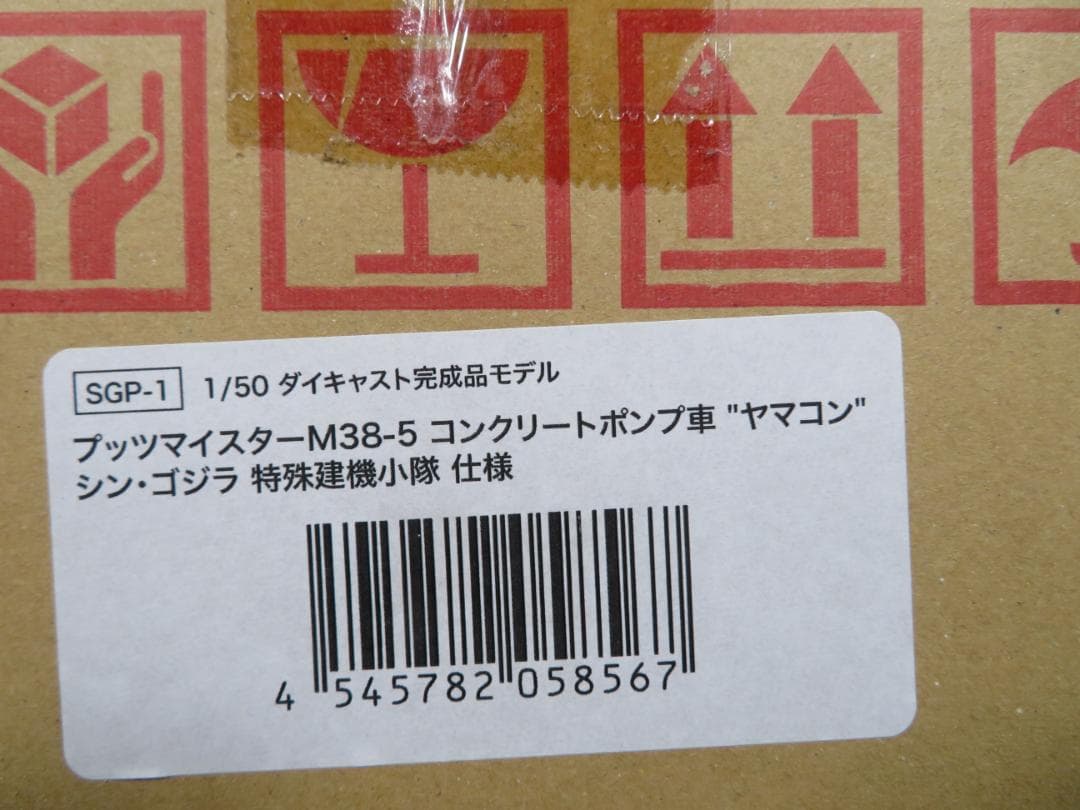 SGP-1 1/50 ダイキャスト完成品モデル
プッツマイスターM38-5 コンクリートポンプ車 "ヤマコン"
シン・ゴジラ 特殊建機小隊 仕様
4 545782 058567